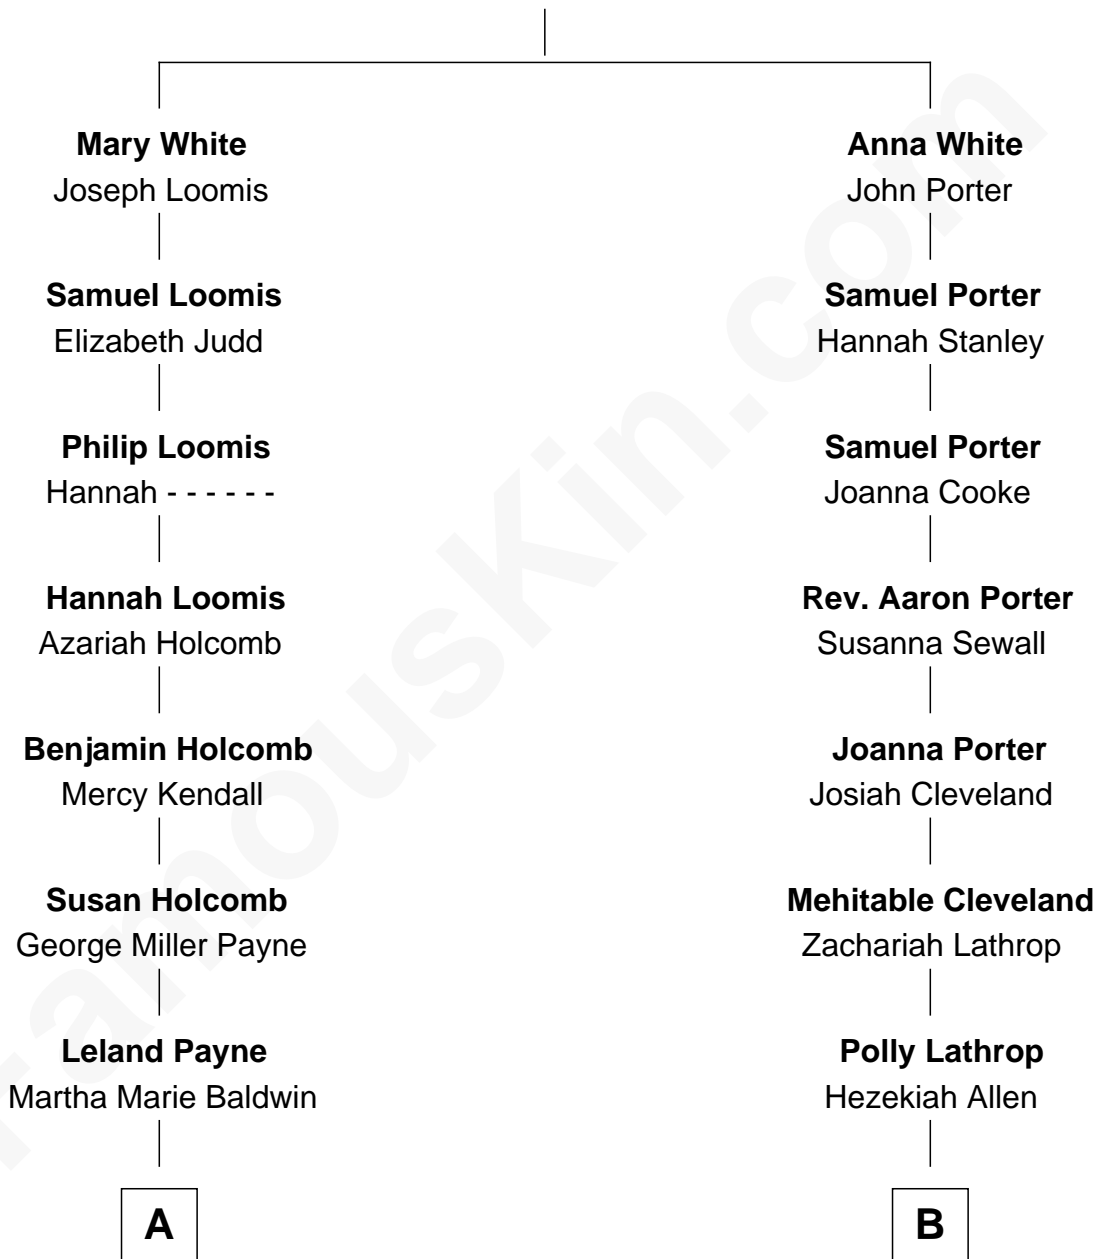 Mary White
Joseph Loomis
Anna White
John Porter
Samuel Loomis
Elizabeth Judd
Samuel Porter
Hannah Stanley
Philip Loomis
Hannah - - - - - -
Samuel Porter
Joanna Cooke
Hannah Loomis
Azariah Holcomb
Rev. Aaron Porter
Susanna Sewall
Benjamin Holcomb
Mercy Kendall
Joanna Porter
Josiah Cleveland
Susan Holcomb
George Miller Payne
Mehitable Cleveland
Zachariah Lathrop
Leland Payne
Martha Marie Baldwin
Polly Lathrop
Hezekiah Allen
A
B
FamousKin.com